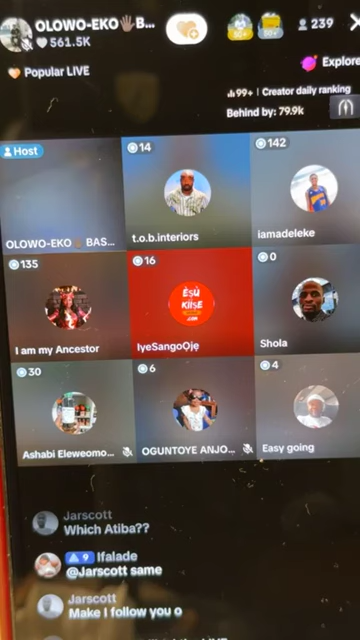 OLOWO-EKO🖐🏿B...
561.5K
239
Popular LIVE
Explore
99+ | Creator daily ranking
Behind by: 79.9k
Host
OLOWO-EKO BAS...
14
t.o.b.interiors
142
iamadeleke
135
I am my Ancestor
16
ÈṢÙ
KIISE
.COM
IyeSangoOje
0
Shola
30
Ashabi Eleweomo...
6
OGUNTOYE ANJO...
4
Easy going
Jarscott
Which Atiba??
9 Ifalade
@Jarscott same
Jarscott
Make I follow you o